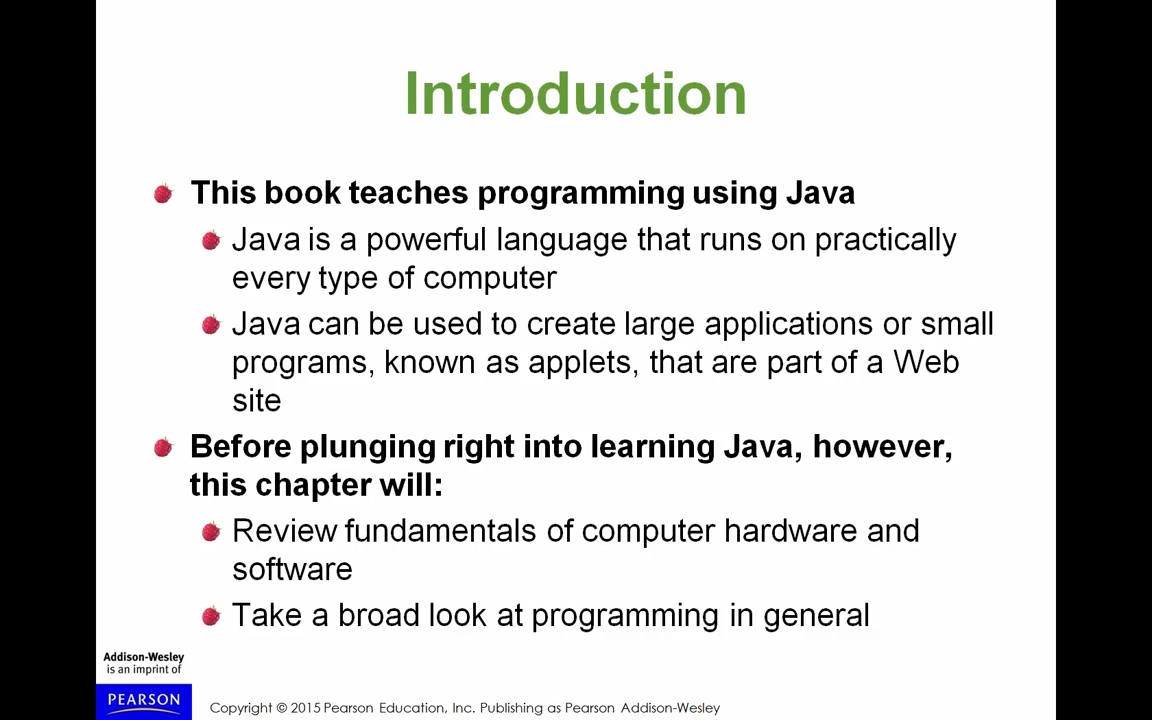 Introduction
This book teaches programming using Java
Java is a powerful language that runs on practically
every type of computer
Java can be used to create large applications or small
programs, known as applets, that are part of a Web
site
Before plunging right into learning Java, however,
this chapter will:
Review fundamentals of computer hardware and
software
Take a broad look at programming in general
Addison-Wesley
is an imprint of
PEARSON
Copyright © 2015 Pearson Education, Inc. Publishing as Pearson Addison-Wesley